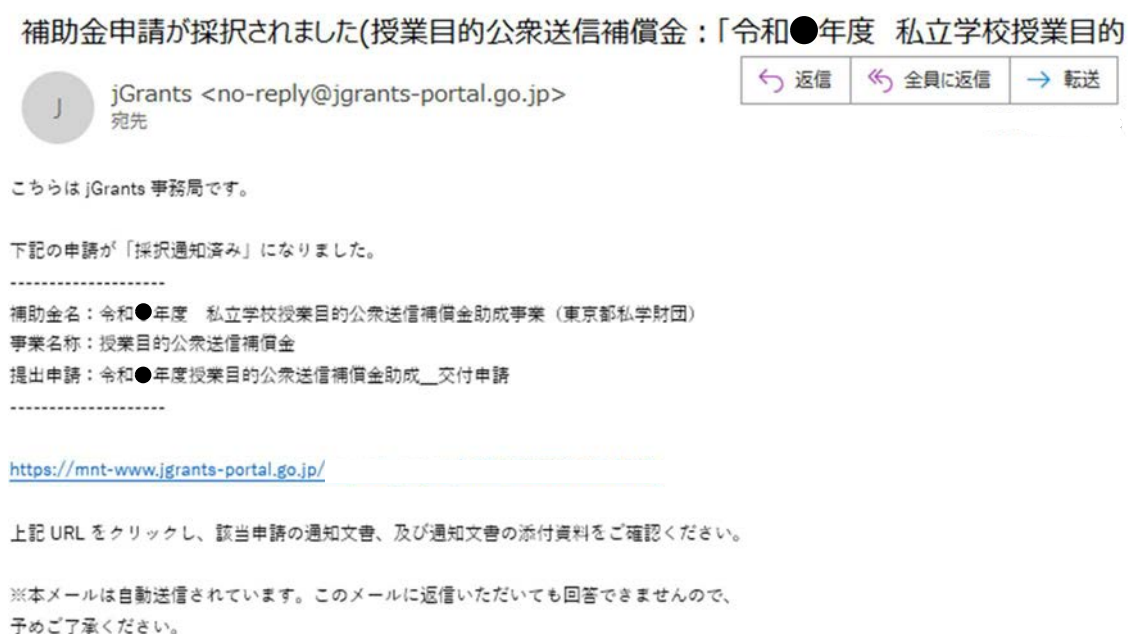 補助金申請が採択されました(授業目的公衆送信補償金：「令和●年度　私立学校授業目的
返信
全員に返信
転送
J
jGrants <no-reply@jgrants-portal.go.jp>
宛先
こちらは jGrants 事務局です。
下記の申請が「採択通知済み」になりました。
--------------------
補助金名：令和●年度　私立学校授業目的公衆送信補償金助成事業（東京都私学財団）
事業名称：授業目的公衆送信補償金
提出申請：令和●年度授業目的公衆送信補償金助成__交付申請
--------------------
https://mnt-www.jgrants-portal.go.jp/
上記 URL をクリックし、該当申請の通知文書、及び通知文書の添付資料をご確認ください。
※本メールは自動送信されています。このメールに返信いただいても回答できませんので、
予めご了承ください。